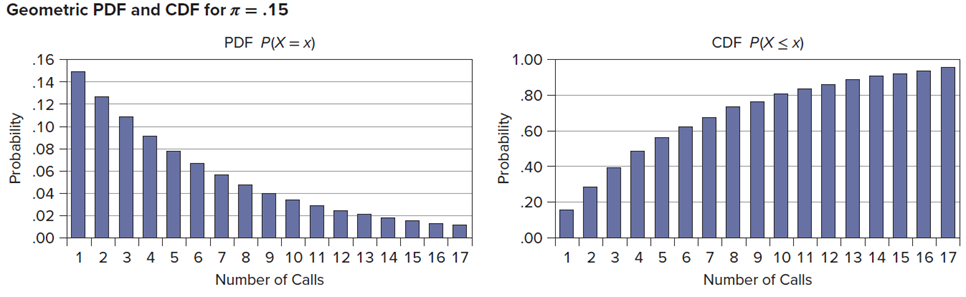 Geometric PDF and CDF for π = .15
PDF P(X = x)
Probability
.16
.14
.12
.10
.08
.06
.04
.02
.00
1 2 3 4 5 6 7 8 9 10 11 12 13 14 15 16 17
Number of Calls
CDF P(X ≤ x)
Probability
1.00
.80
.60
.40
.20
.00
1 2 3 4 5 6 7 8 9 10 11 12 13 14 15 16 17
Number of Calls